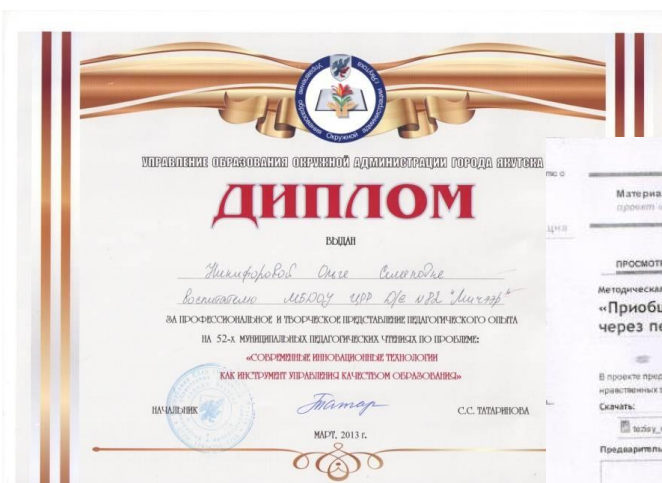 УПРАВЛЕНИЕ ОБРАЗОВАНИЯ ОКРУЖНОЙ АДМИНИСТРАЦИИ ГОРОДА ЯКУТСКА
ДИПЛОМ
ВЫДАН
Никифоровой Ольге Семеновне
Воспитателю МБДОУ ЦРР Д/с №82 "Мичээр"
ЗА ПРОФЕССИОНАЛЬНОЕ И ТВОРЧЕСКОЕ ПРЕДСТАВЛЕНИЕ ПЕДАГОГИЧЕСКОГО ОПЫТА
НА 52-х МУНИЦИПАЛЬНЫХ ПЕДАГОГИЧЕСКИХ ЧТЕНИЯХ ПО ПРОБЛЕМЕ:
«СОВРЕМЕННЫЕ ИННОВАЦИОННЫЕ ТЕХНОЛОГИИ
КАК ИНСТРУМЕНТ УПРАВЛЕНИЯ КАЧЕСТВОМ ОБРАЗОВАНИЯ»
НАЧАЛЬНИК
С.С. ТАТАРИНОВА
МАРТ, 2013 г.
Материа
проект
ПРОСМОТ
Методическая
«Приобщ
через пе
В проекте пред
нравственных
Скачать:
tezisy_
Предваритель